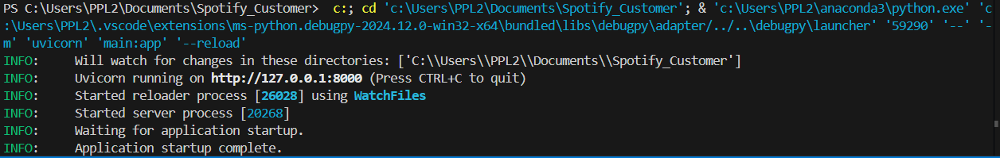 PS C:\Users\PPL2\Documents\Spotify_Customer>  c:; cd 'c:\Users\PPL2\Documents\Spotify_Customer'; & 'c:\Users\PPL2\anaconda3\python.exe' 'c
:\Users\PPL2\.vscode\extensions\ms-python.debugpy-2024.12.0-win32-x64\bundled\libs\debugpy\adapter/../..\debugpy\launcher' '59290' '--' '-
m' 'uvicorn' 'main:app' '--reload'
INFO:     Will watch for changes in these directories: ['C:\\Users\\PPL2\\Documents\\Spotify_Customer']
INFO:     Uvicorn running on http://127.0.0.1:8000 (Press CTRL+C to quit)
INFO:     Started reloader process [26028] using WatchFiles
INFO:     Started server process [20268]
INFO:     Waiting for application startup.
INFO:     Application startup complete.